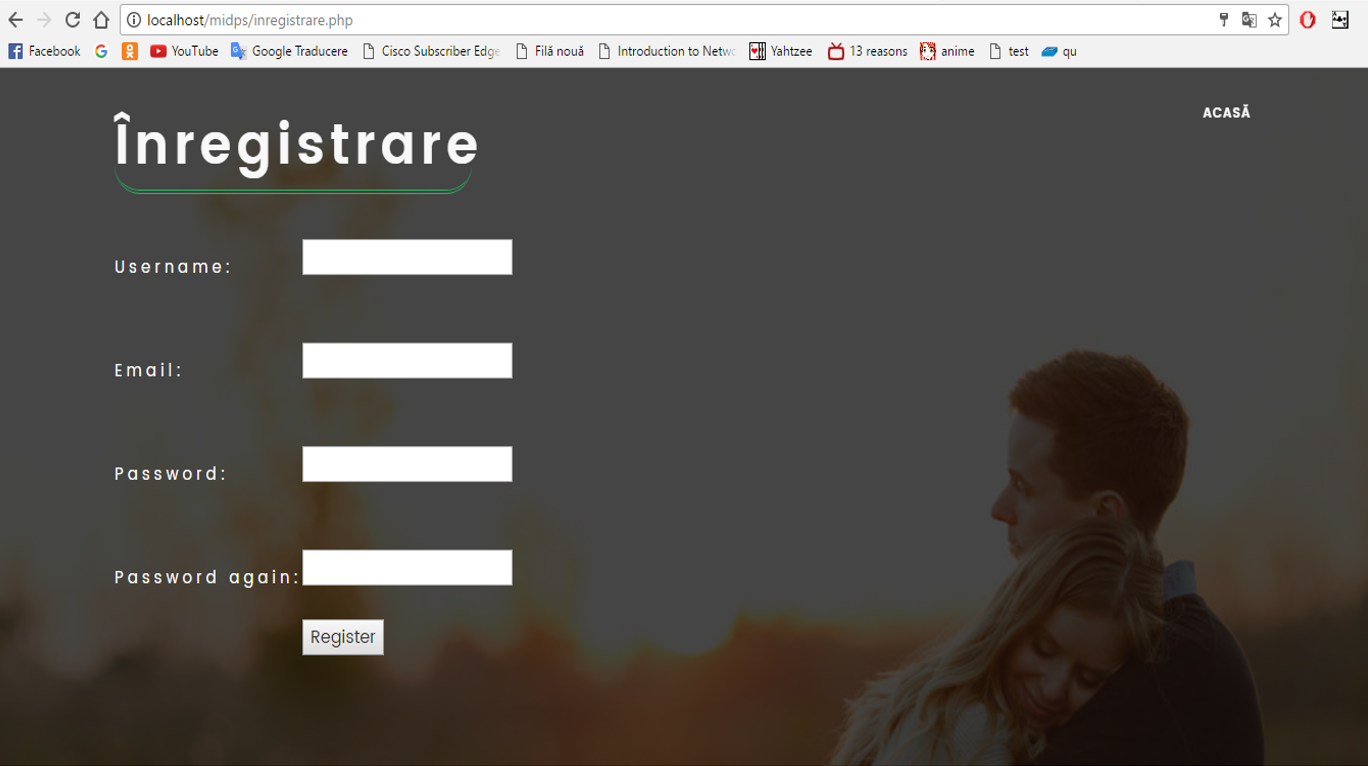 localhost/midps/inregistrare.php
Facebook YouTube Google Traducere Cisco Subscriber Edge Filă nouă Introduction to Netwo Yahtzee 13 reasons anime test qu
ACASĂ
Înregistrare
Username:
Email:
Password:
Password again:
Register